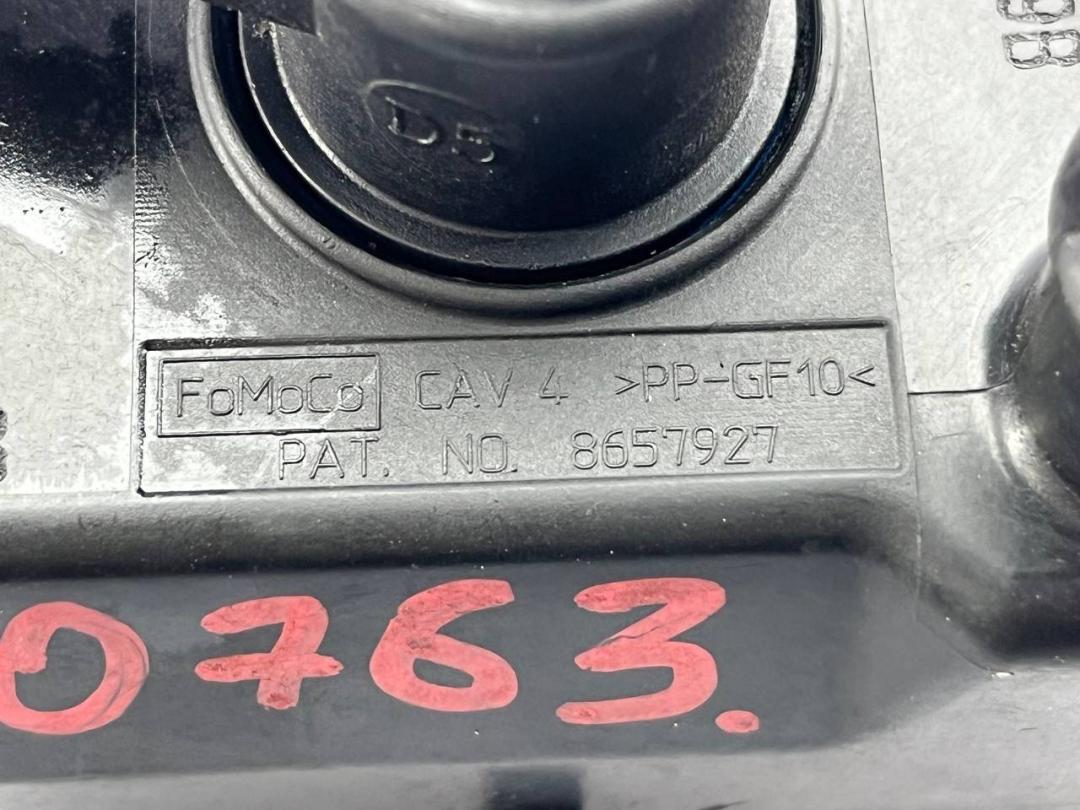 D5
FoMoCo CAV 4 >PP-GF10<
PAT. NO. 8657927
0763.